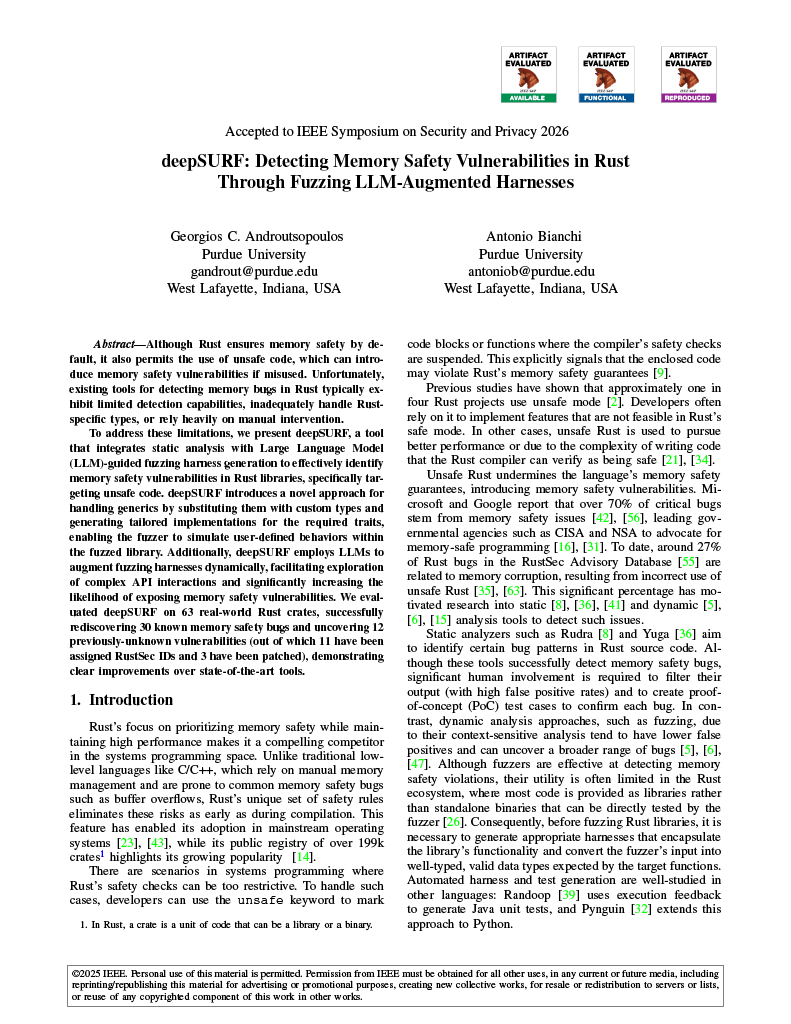 ARTIFACT
EVALUATED
AVAILABLE
ARTIFACT
EVALUATED
FUNCTIONAL
ARTIFACT
EVALUATED
REPRODUCED
Accepted to IEEE Symposium on Security and Privacy 2026
deepSURF: Detecting Memory Safety Vulnerabilities in Rust
Through Fuzzing LLM-Augmented Harnesses
Georgios C. Androutsopoulos
Purdue University
gandrout@purdue.edu
West Lafayette, Indiana, USA
Antonio Bianchi
Purdue University
antoniob@purdue.edu
West Lafayette, Indiana, USA
Abstract—Although Rust ensures memory safety by de-
fault, it also permits the use of unsafe code, which can intro-
duce memory safety vulnerabilities if misused. Unfortunately,
existing tools for detecting memory bugs in Rust typically ex-
hibit limited detection capabilities, inadequately handle Rust-
specific types, or rely heavily on manual intervention.
To address these limitations, we present deepSURF, a tool
that integrates static analysis with Large Language Model
(LLM)-guided fuzzing harness generation to effectively identify
memory safety vulnerabilities in Rust libraries, specifically tar-
geting unsafe code. deepSURF introduces a novel approach for
handling generics by substituting them with custom types and
generating tailored implementations for the required traits,
enabling the fuzzer to simulate user-defined behaviors within
the fuzzed library. Additionally, deepSURF employs LLMs to
augment fuzzing harnesses dynamically, facilitating exploration
of complex API interactions and significantly increasing the
likelihood of exposing memory safety vulnerabilities. We eval-
uated deepSURF on 63 real-world Rust crates, successfully
rediscovering 30 known memory safety bugs and uncovering 12
previously-unknown vulnerabilities (out of which 11 have been
assigned RustSec IDs and 3 have been patched), demonstrating
clear improvements over state-of-the-art tools.
1. Introduction
Rust's focus on prioritizing memory safety while main-
taining high performance makes it a compelling competitor
in the systems programming space. Unlike traditional low-
level languages like C/C++, which rely on manual memory
management and are prone to common memory safety bugs
such as buffer overflows, Rust's unique set of safety rules
eliminates these risks as early as during compilation. This
feature has enabled its adoption in mainstream operating
systems [23], [43], while its public registry of over 199k
crates1 highlights its growing popularity [14].
There are scenarios in systems programming where
Rust's safety checks can be too restrictive. To handle such
cases, developers can use the unsafe keyword to mark
1. In Rust, a crate is a unit of code that can be a library or a binary.
code blocks or functions where the compiler's safety checks
are suspended. This explicitly signals that the enclosed code
may violate Rust's memory safety guarantees [9].
Previous studies have shown that approximately one in
four Rust projects use unsafe mode [2]. Developers often
rely on it to implement features that are not feasible in Rust's
safe mode. In other cases, unsafe Rust is used to pursue
better performance or due to the complexity of writing code
that the Rust compiler can verify as being safe [21], [34].
Unsafe Rust undermines the language's memory safety
guarantees, introducing memory safety vulnerabilities. Mi-
crosoft and Google report that over 70% of critical bugs
stem from memory safety issues [42], [56], leading gov-
ernmental agencies such as CISA and NSA to advocate for
memory-safe programming [16], [31]. To date, around 27%
of Rust bugs in the RustSec Advisory Database [55] are
related to memory corruption, resulting from incorrect use of
unsafe Rust [35], [63]. This significant percentage has mo-
tivated research into static [8], [36], [41] and dynamic [5],
[6], [15] analysis tools to detect such issues.
Static analyzers such as Rudra [8] and Yuga [36] aim
to identify certain bug patterns in Rust source code. Al-
though these tools successfully detect memory safety bugs,
significant human involvement is required to filter their
output (with high false positive rates) and to create proof-
of-concept (PoC) test cases to confirm each bug. In con-
trast, dynamic analysis approaches, such as fuzzing, due
to their context-sensitive analysis tend to have lower false
positives and can uncover a broader range of bugs [5], [6],
[47]. Although fuzzers are effective at detecting memory
safety violations, their utility is often limited in the Rust
ecosystem, where most code is provided as libraries rather
than standalone binaries that can be directly tested by the
fuzzer [26]. Consequently, before fuzzing Rust libraries, it is
necessary to generate appropriate harnesses that encapsulate
the library's functionality and convert the fuzzer's input into
well-typed, valid data types expected by the target functions.
Automated harness and test generation are well-studied in
other languages: Randoop [39] uses execution feedback
to generate Java unit tests, and Pynguin [32] extends this
approach to Python.
©2025 IEEE. Personal use of this material is permitted. Permission from IEEE must be obtained for all other uses, in any current or future media, including
reprinting/republishing this material for advertising or promotional purposes, creating new collective works, for resale or redistribution to servers or lists,
or reuse of any copyrighted component of this work in other works.